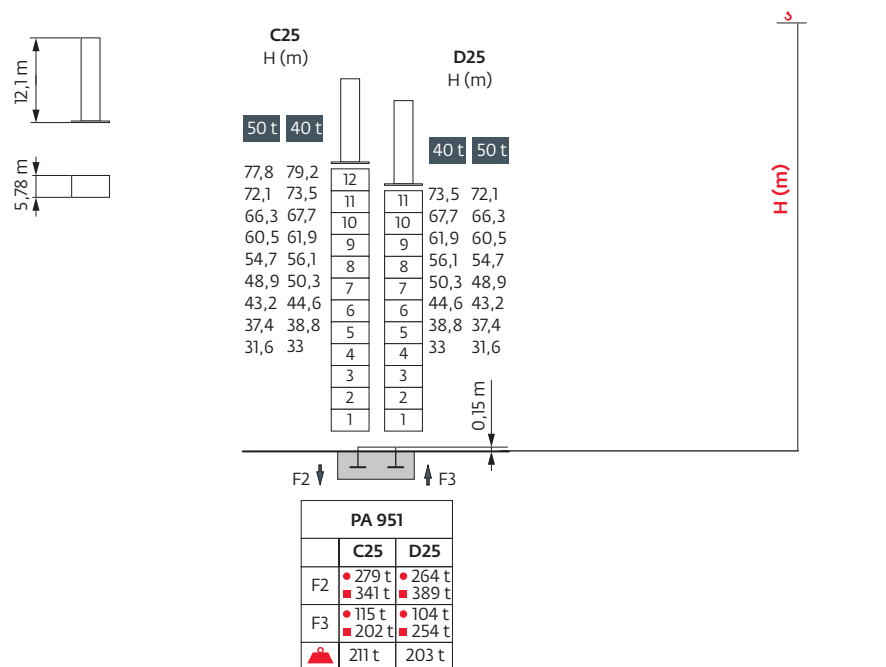 12,1 m
5,78 m
C25
H (m)
D25
H (m)
50 t 40 t
40 t 50 t
77,8 79,2 12
72,1 73,5 11 11 73,5 72,1
66,3 67,7 10 10 67,7 66,3
60,5 61,9 9 9 61,9 60,5
54,7 56,1 8 8 56,1 54,7
48,9 50,3 7 7 50,3 48,9
43,2 44,6 6 6 44,6 43,2
37,4 38,8 5 5 38,8 37,4
31,6 33 4 4 33 31,6
3 3
2 2
1 1
0,15 m
H (m)
F2 F3
PA 951
C25 D25
F2 279 t 264 t
341 t 389 t
F3 115 t 104 t
202 t 254 t
211 t 203 t